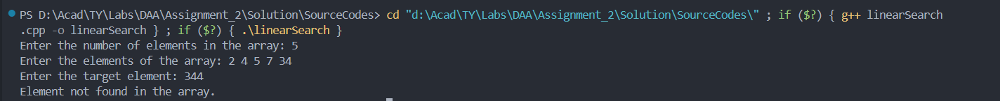 PS D:\Acad\TY\Labs\DAA\Assignment_2\Solution\SourceCodes> cd "d:\Acad\TY\Labs\DAA\Assignment_2\Solution\SourceCodes\" ; if ($?) { g++ linearSearch
.cpp -o linearSearch } ; if ($?) { .\linearSearch }
Enter the number of elements in the array: 5
Enter the elements of the array: 2 4 5 7 34
Enter the target element: 344
Element not found in the array.